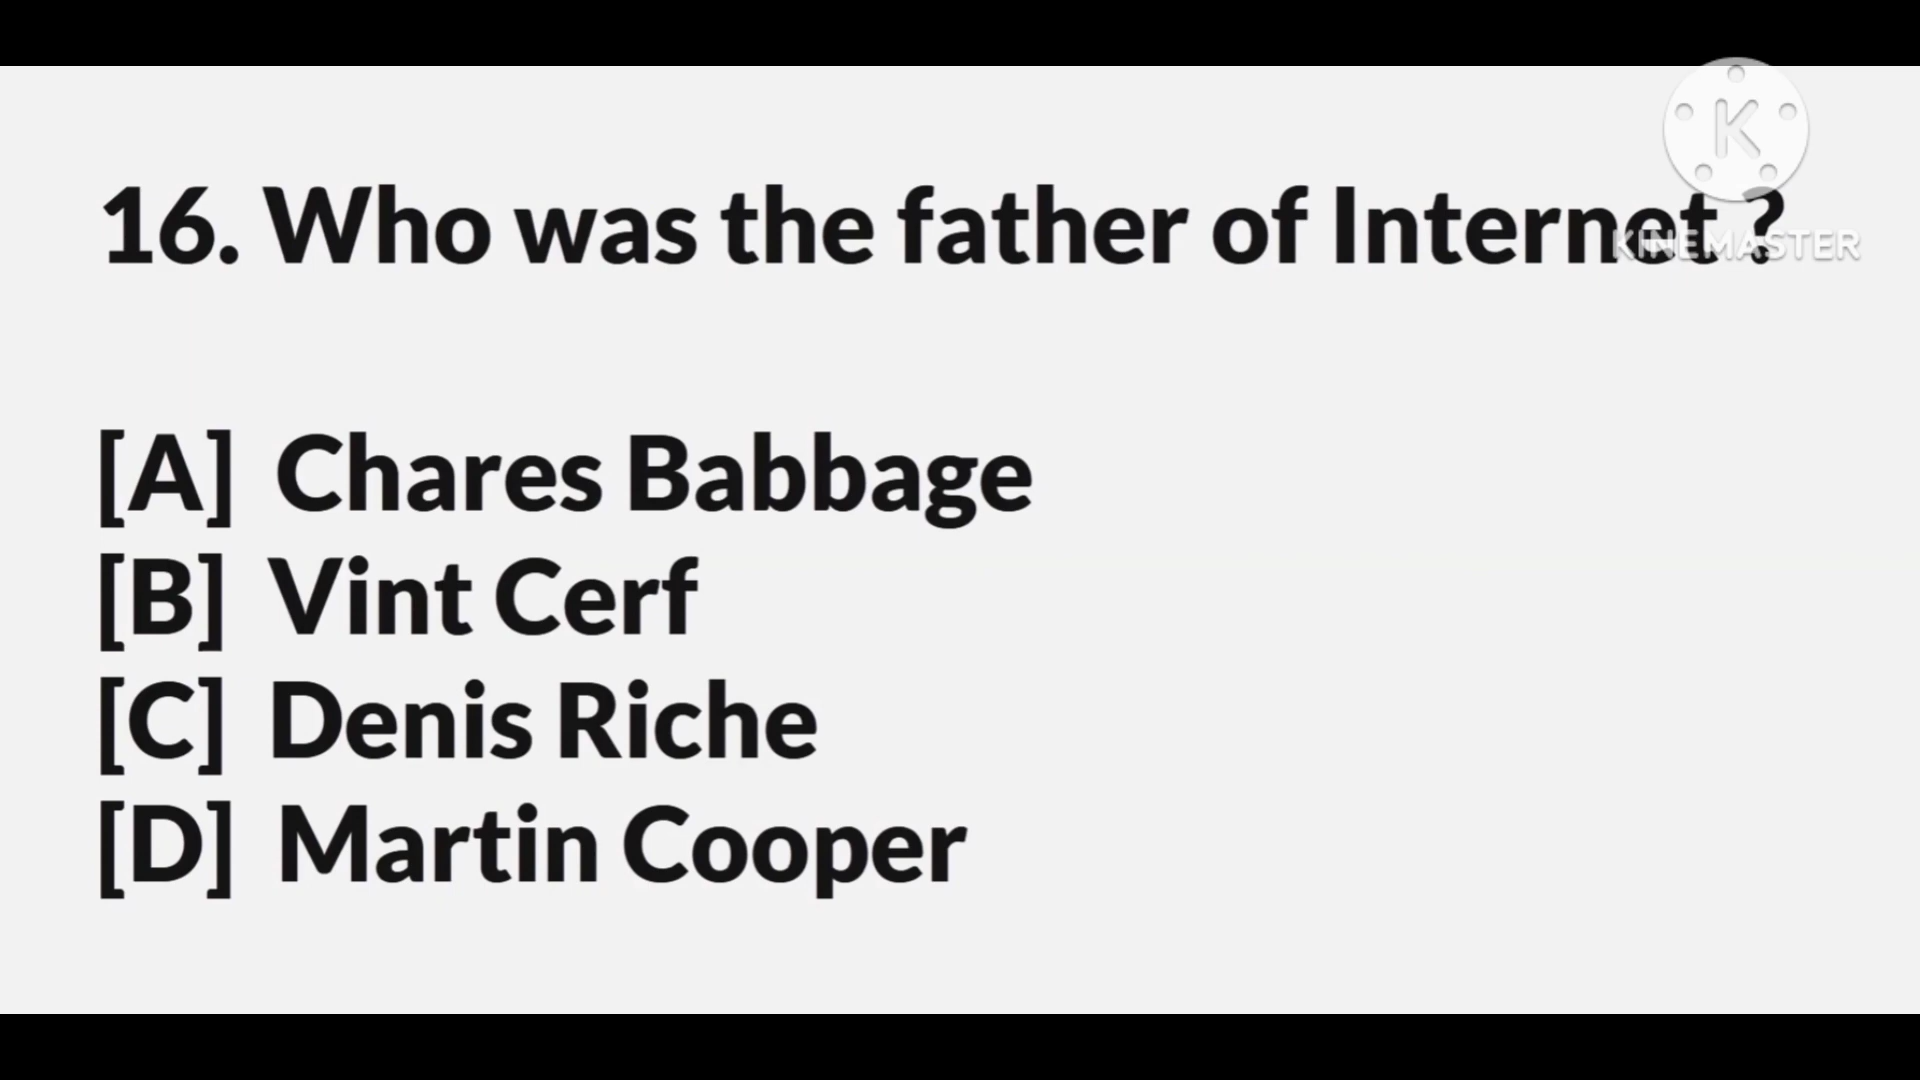 K
16. Who was the father of Internet ?
KINEMASTER
[A] Chares Babbage
[B] Vint Cerf
[C] Denis Riche
[D] Martin Cooper